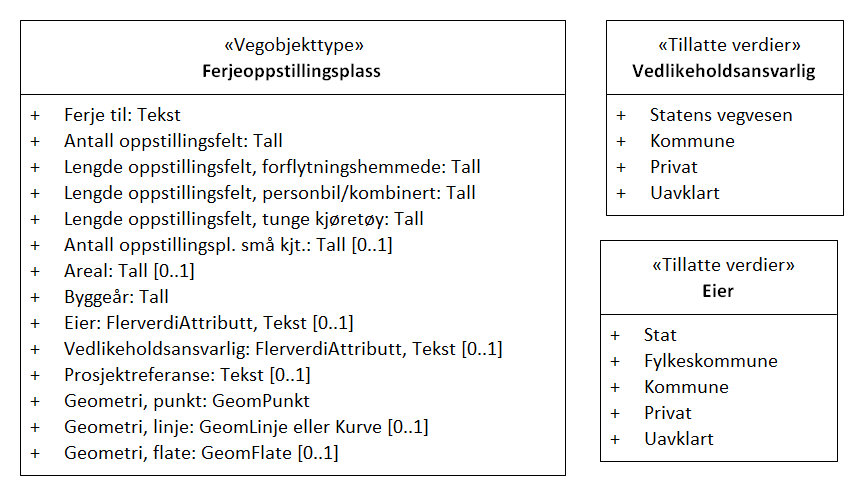 «Vegobjekttype»
Ferjeoppstillingsplass
+ Ferje til: Tekst
+ Antall oppstillingsfelt: Tall
+ Lengde oppstillingsfelt, forflytningshemmede: Tall
+ Lengde oppstillingsfelt, personbil/kombinert: Tall
+ Lengde oppstillingsfelt, tunge kjøretøy: Tall
+ Antall oppstillingspl. små kjt.: Tall [0..1]
+ Areal: Tall [0..1]
+ Byggeår: Tall
+ Eier: FlerverdiAttributt, Tekst [0..1]
+ Vedlikeholdsansvarlig: FlerverdiAttributt, Tekst [0..1]
+ Prosjektreferanse: Tekst [0..1]
+ Geometri, punkt: GeomPunkt
+ Geometri, linje: GeomLinje eller Kurve [0..1]
+ Geometri, flate: GeomFlate [0..1]
«Tillatte verdier»
Vedlikeholdsansvarlig
+ Statens vegvesen
+ Kommune
+ Privat
+ Uavklart
«Tillatte verdier»
Eier
+ Stat
+ Fylkeskommune
+ Kommune
+ Privat
+ Uavklart